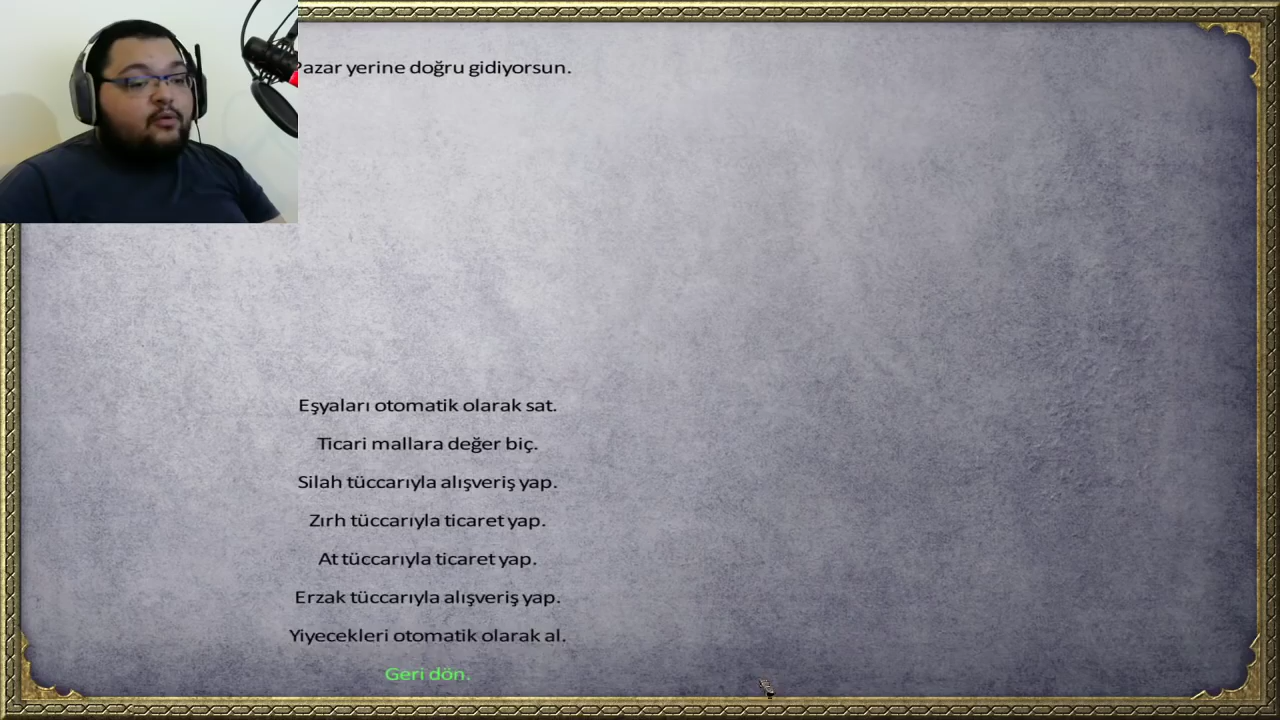 Pazar yerine doğru gidiyorsun.
Eşyaları otomatik olarak sat.
Ticari mallara değer biç.
Silah tüccarıyla alışveriş yap.
Zırh tüccarıyla ticaret yap.
At tüccarıyla ticaret yap.
Erzak tüccarıyla alışveriş yap.
Yiyecekleri otomatik olarak al.
Geri dön.